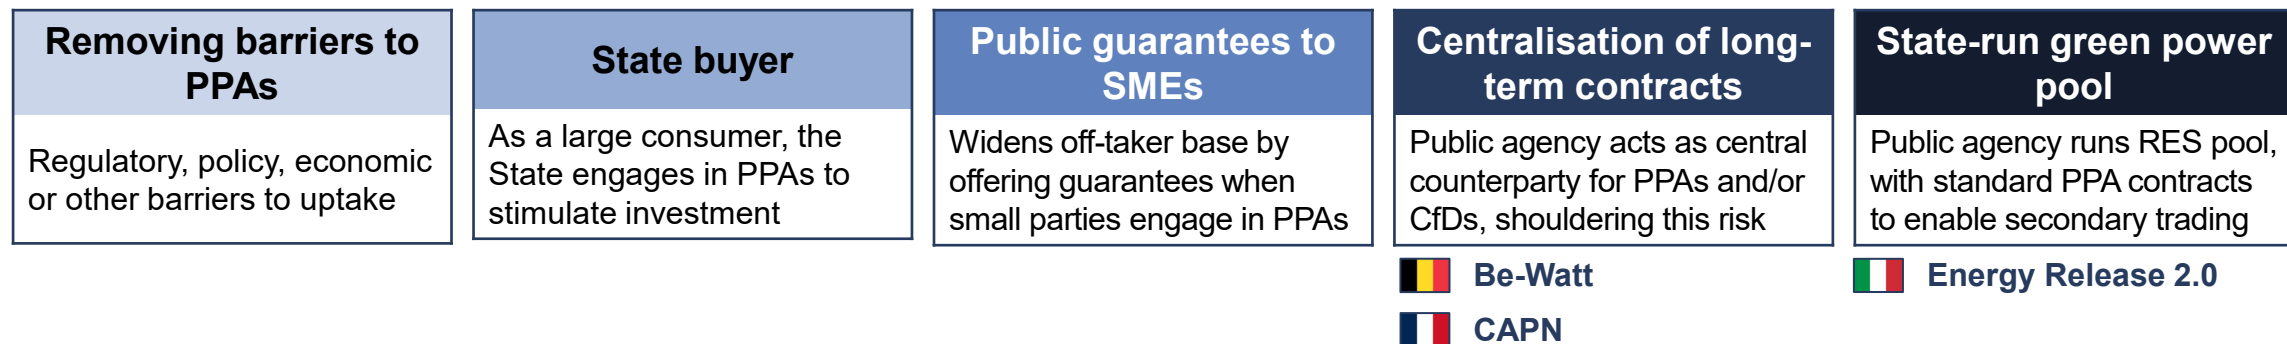 Removing barriers to
PPAs
Regulatory, policy, economic
or other barriers to uptake
State buyer
As a large consumer, the
State engages in PPAs to
stimulate investment
Public guarantees to
SMEs
Widens off-taker base by
offering guarantees when
small parties engage in PPAs
Centralisation of long-
term contracts
Public agency acts as central
counterparty for PPAs and/or
CfDs, shouldering this risk
Be-Watt
CAPN
State-run green power
pool
Public agency runs RES pool,
with standard PPA contracts
to enable secondary trading
Energy Release 2.0